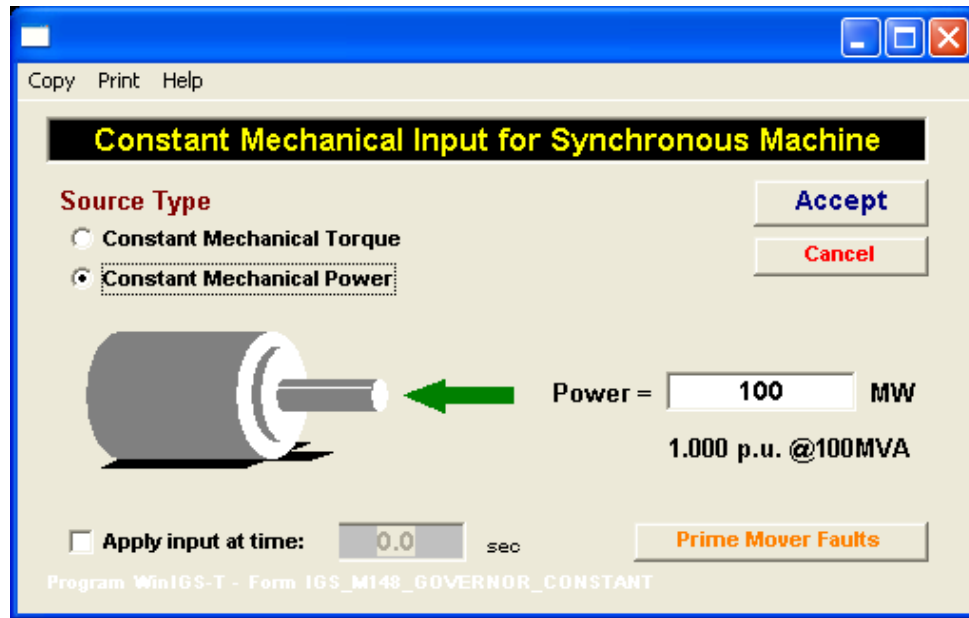 Copy Print Help
Constant Mechanical Input for Synchronous Machine
Source Type
Accept
Constant Mechanical Torque
Cancel
Constant Mechanical Power
Power = 100 MW
1.000 p.u. @100MVA
Apply input at time: 0.0 sec
Prime Mover Faults
Program WinIGS-T - Form IGS_M148_GOVERNOR_CONSTANT